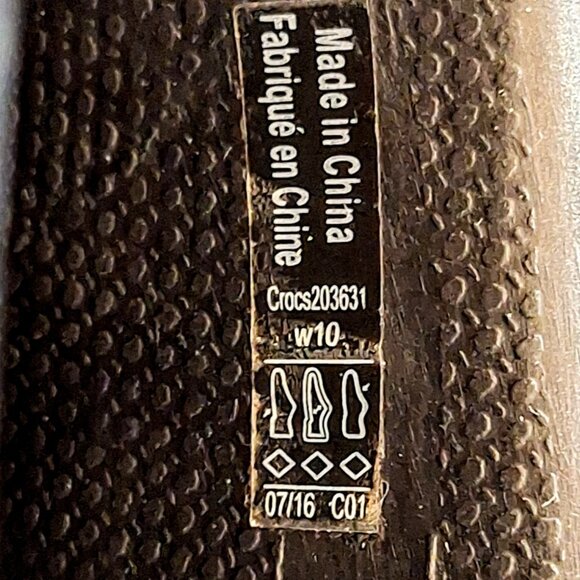 Made in China
Fabriqué en Chine
Crocs203631
w10
07/16 C01